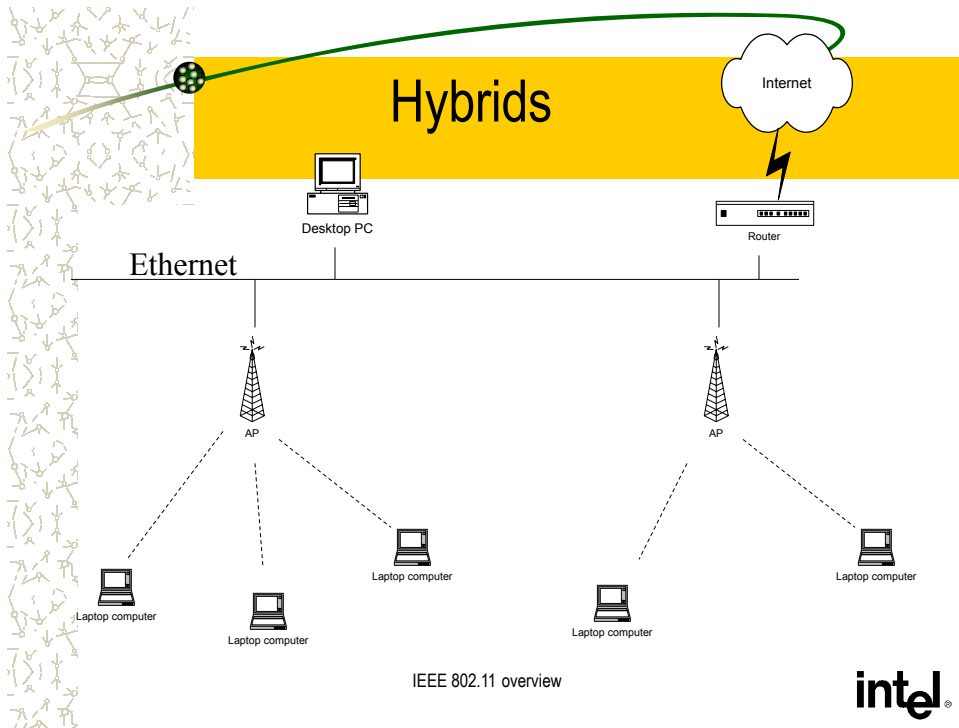 Hybrids
Internet
Desktop PC
Router
Ethernet
AP
AP
Laptop computer
Laptop computer
Laptop computer
Laptop computer
Laptop computer
IEEE 802.11 overview
intel®